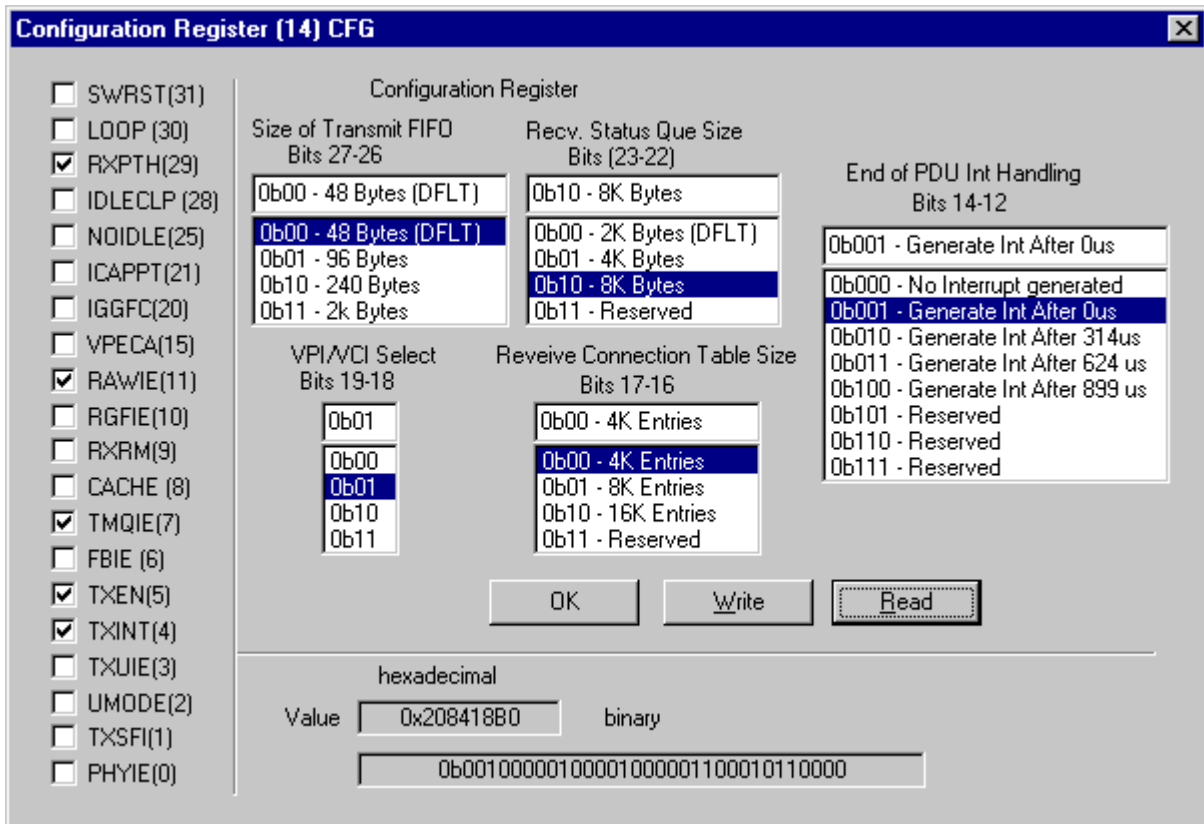 Configuration Register (14) CFG
SWRST(31)
LOOP (30)
RXPTH(29)
IDLECLP (28)
NOIDLE(25)
ICAPPT(21)
IGGFC(20)
VPECA(15)
RAWIE(11)
RGFIE(10)
RXRM(9)
CACHE (8)
TMQIE(7)
FBIE (6)
TXEN(5)
TXINT(4)
TXUIE(3)
UMODE(2)
TXSFI(1)
PHYIE(0)
Configuration Register
Size of Transmit FIFO
Bits 27-26
0b00 - 48 Bytes (DFLT)
0b00 - 48 Bytes (DFLT)
0b01 - 96 Bytes
0b10 - 240 Bytes
0b11 - 2k Bytes
Recv. Status Que Size
Bits (23-22)
0b10 - 8K Bytes
0b00 - 2K Bytes (DFLT)
0b01 - 4K Bytes
0b10 - 8K Bytes
0b11 - Reserved
End of PDU Int Handling
Bits 14-12
0b001 - Generate Int After 0us
0b000 - No Interrupt generated
0b001 - Generate Int After 0us
0b010 - Generate Int After 314us
0b011 - Generate Int After 624 us
0b100 - Generate Int After 899 us
0b101 - Reserved
0b110 - Reserved
0b111 - Reserved
VPI/VCI Select
Bits 19-18
0b01
0b00
0b01
0b10
0b11
Reveive Connection Table Size
Bits 17-16
0b00 - 4K Entries
0b00 - 4K Entries
0b01 - 8K Entries
0b10 - 16K Entries
0b11 - Reserved
OK
Write
Read
hexadecimal
Value 0x208418B0 binary
0b00100000100001000001100010110000